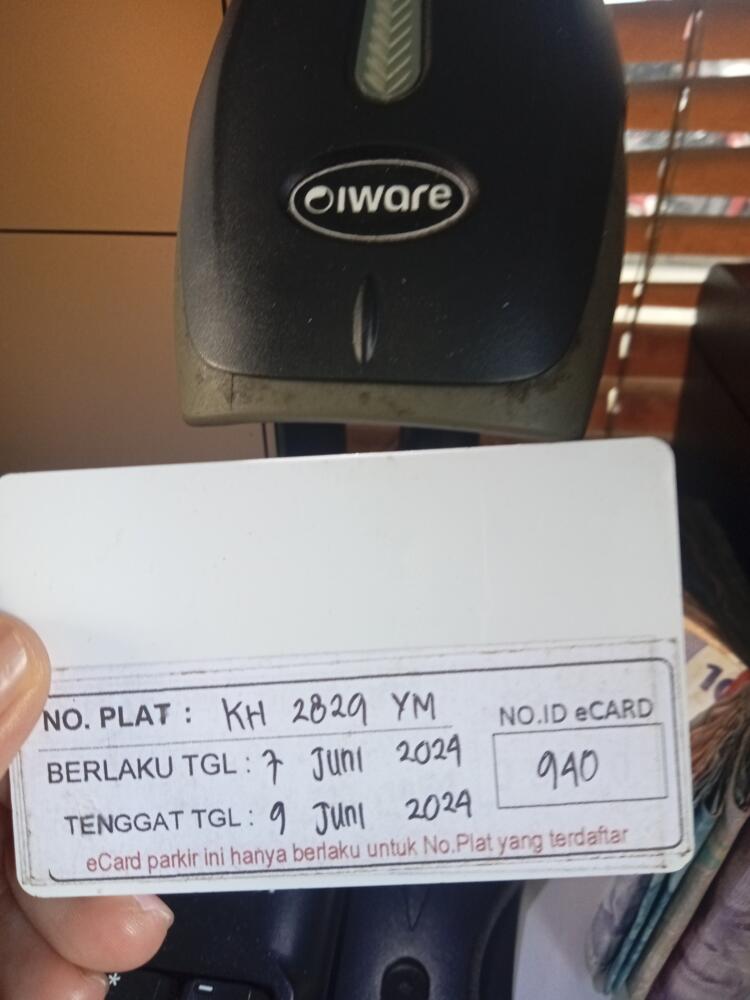 iware
NO. PLAT : KH 2829 YM
BERLAKU TGL : 7 Juni 2024
TENGGAT TGL : 9 Juni 2024
NO.ID eCARD
940
eCard parkir ini hanya berlaku untuk No.Plat yang terdaftar
10
*
-